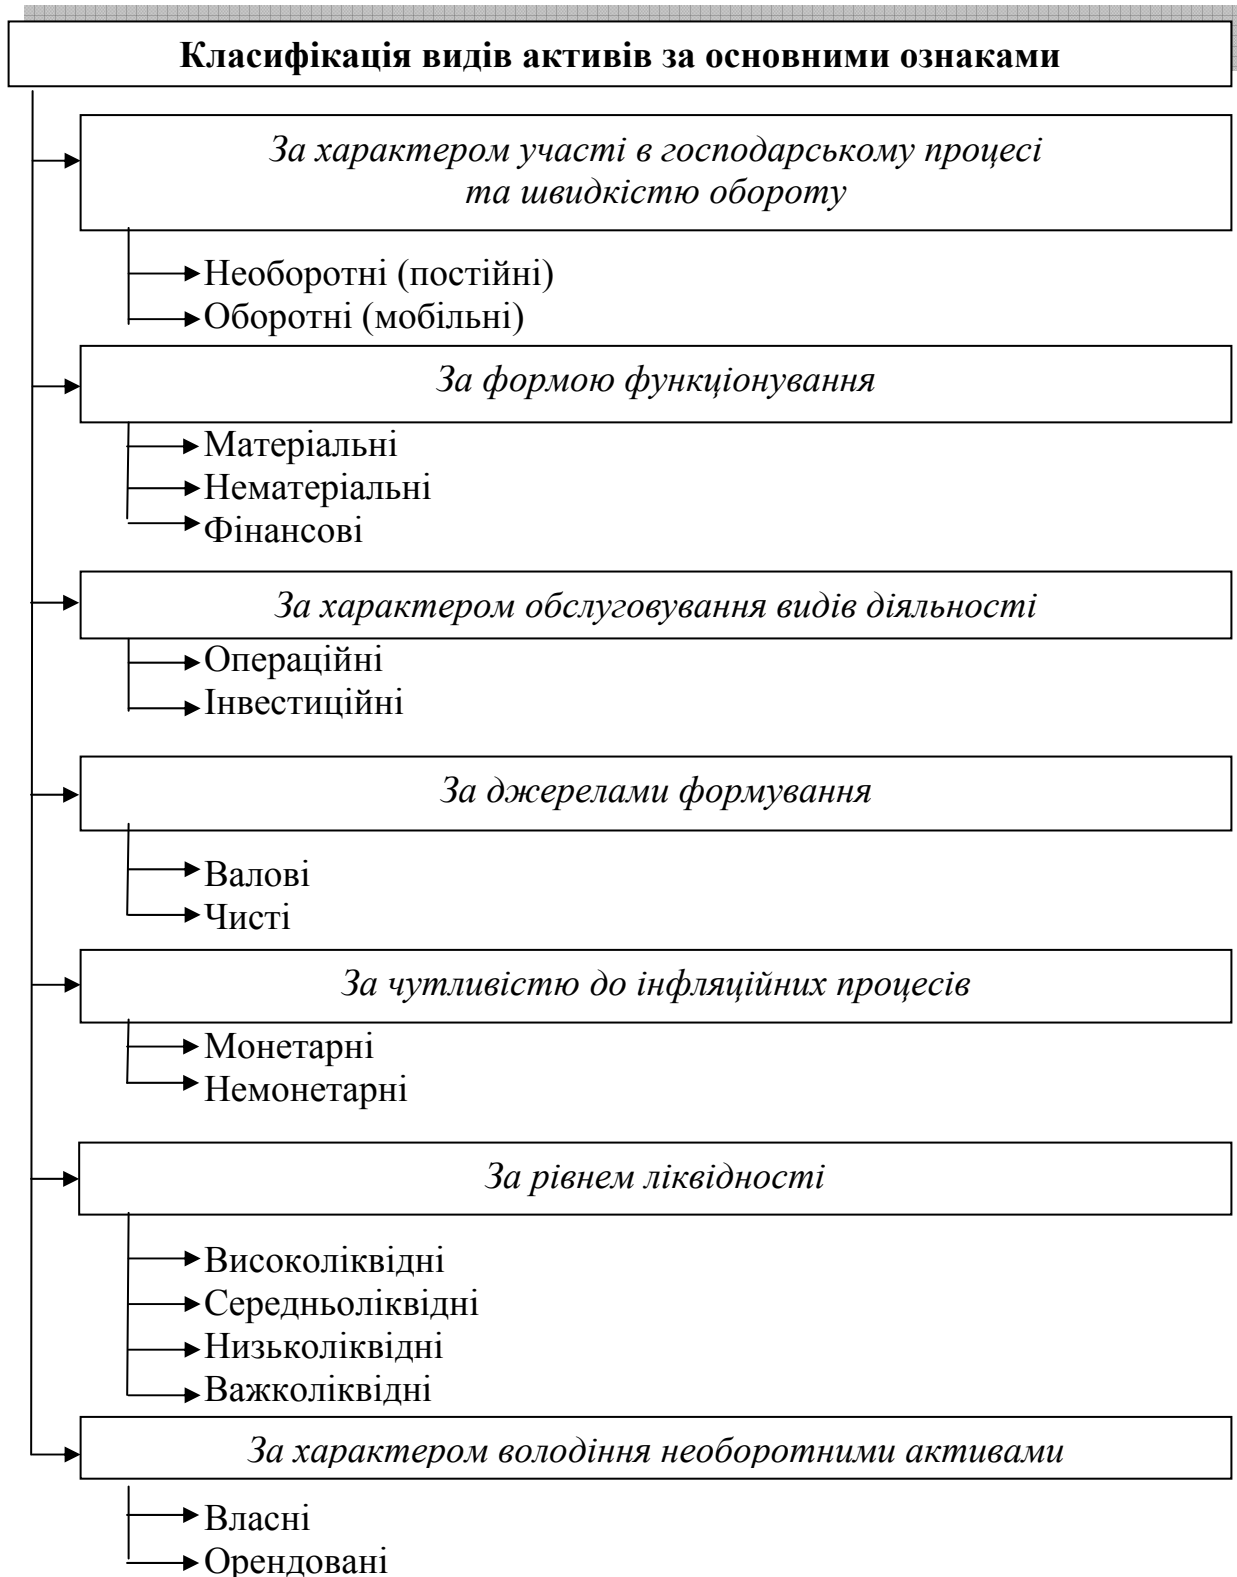 Класифікація видів активів за основними ознаками
За характером участі в господарському процесі
та швидкістю обороту
Необоротні (постійні)
Оборотні (мобільні)
За формою функціонування
Матеріальні
Нематеріальні
Фінансові
За характером обслуговування видів діяльності
Операційні
Інвестиційні
За джерелами формування
Валові
Чисті
За чутливістю до інфляційних процесів
Монетарні
Немонетарні
За рівнем ліквідності
Високоліквідні
Середньоліквідні
Низьколіквідні
Важколіквідні
За характером володіння необоротними активами
Власні
Орендовані